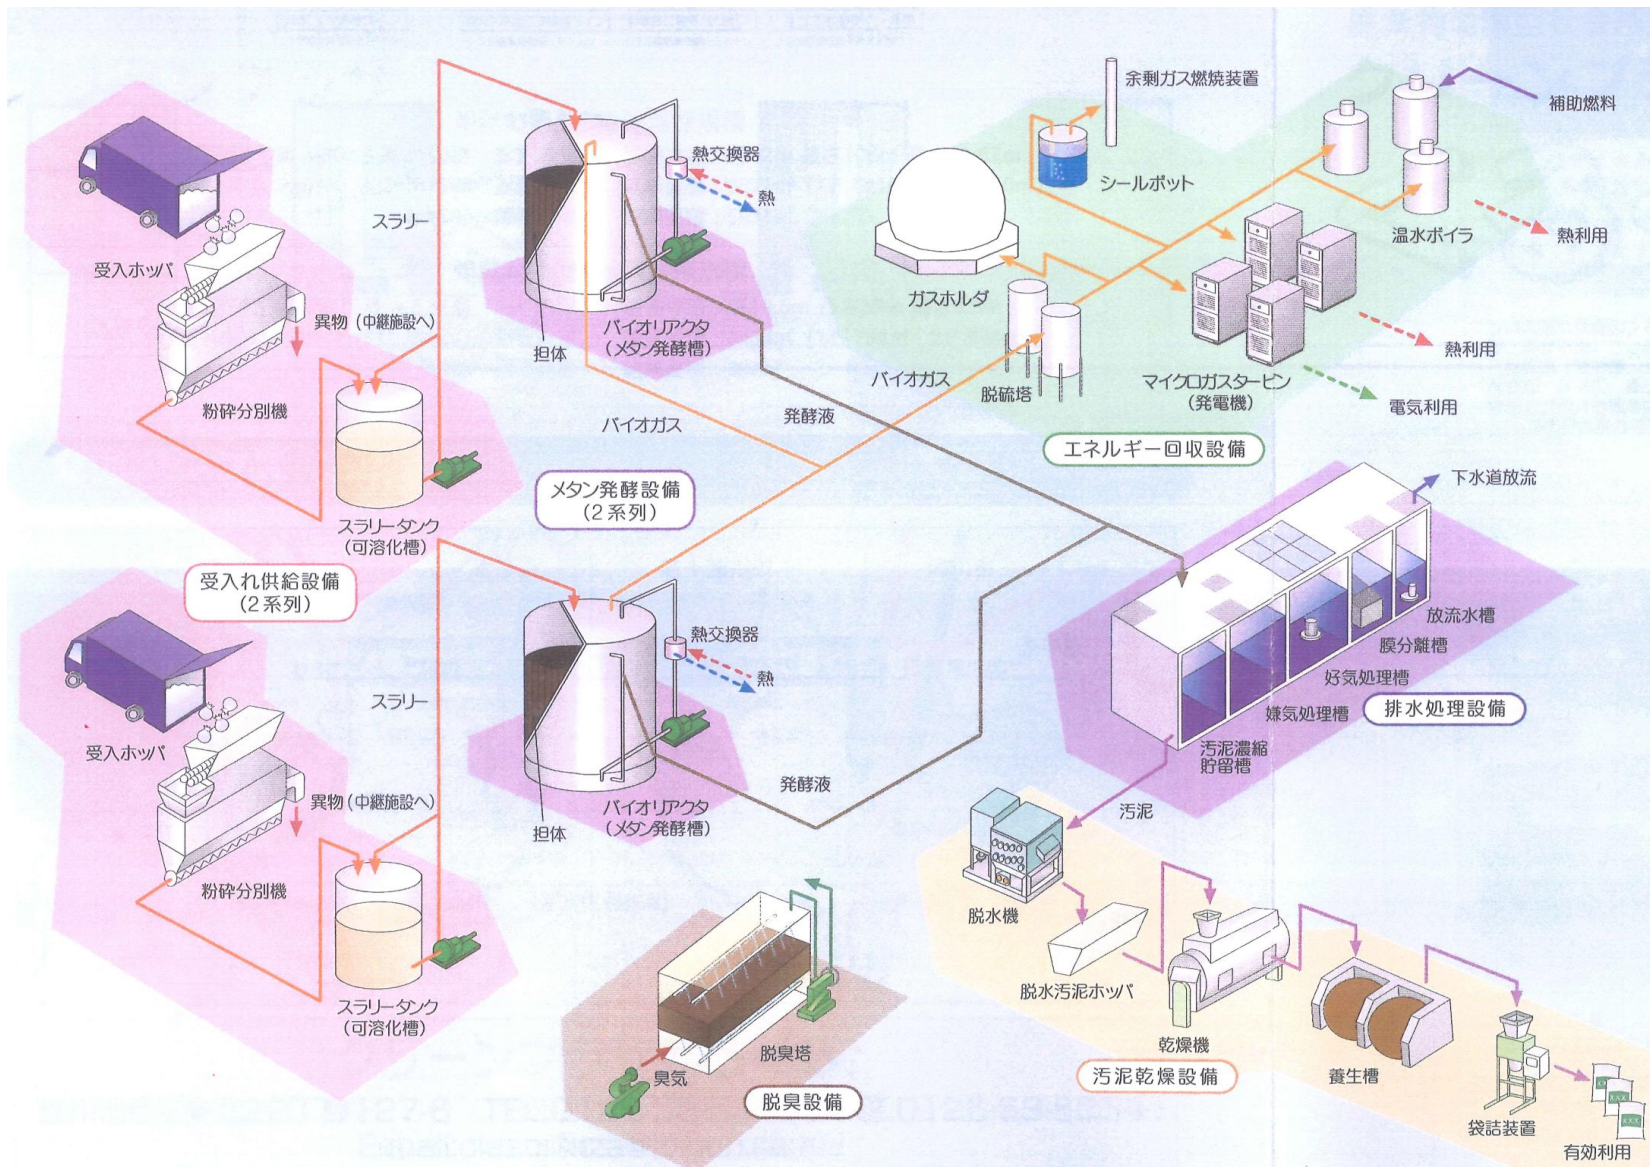 余剰ガス燃焼装置
補助燃料
熱交換器
シールポット
熱
スラリー
温水ボイラ
熱利用
受入ホッパ
ガスホルダ
異物(中継施設へ)
バイオリアクタ
(メタン発酵槽)
担体
熱利用
バイオガス
マイクロガスタービン
(発電機)
脱硫塔
粉砕分別機
発酵液
電気利用
バイオガス
エネルギー回収設備
メタン発酵設備
(2系列)
下水道放流
スラリータンク
(可溶化槽)
受入れ供給設備
(2系列)
放流水槽
熱交換器
膜分離槽
熱
好気処理槽
スラリー
嫌気処理槽
排水処理設備
受入ホッパ
汚泥濃縮
貯留槽
発酵液
異物(中継施設へ)
バイオリアクタ
(メタン発酵槽)
担体
汚泥
粉砕分別機
脱水機
脱水汚泥ホッパ
スラリータンク
(可溶化槽)
乾燥機
脱臭塔
臭気
養生槽
汚泥乾燥設備
脱臭設備
袋詰装置
有効利用
XXX
XXX
XXX